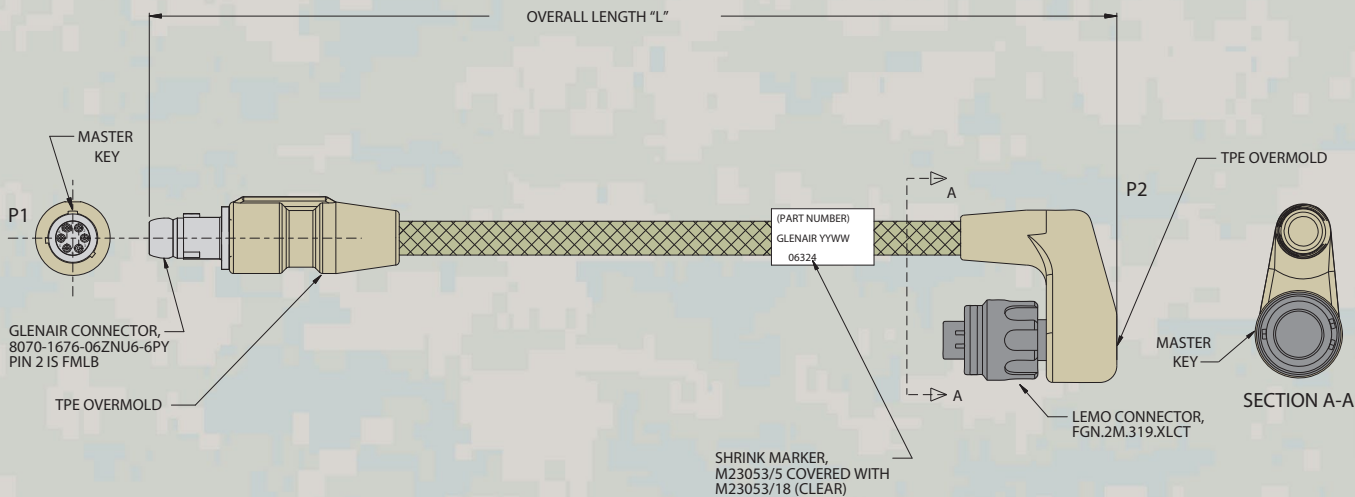 OVERALL LENGTH “L”
MASTER
KEY
P1
GLENAIR CONNECTOR,
8070-1676-06ZNU6-6PY
PIN 2 IS FMLB
TPE OVERMOLD
(PART NUMBER)
GLENAIR YYWW
06324
SHRINK MARKER,
M23053/5 COVERED WITH
M23053/18 (CLEAR)
A
A
P2
TPE OVERMOLD
LEMO CONNECTOR,
FGN.2M.319.XLCT
MASTER
KEY
SECTION A-A